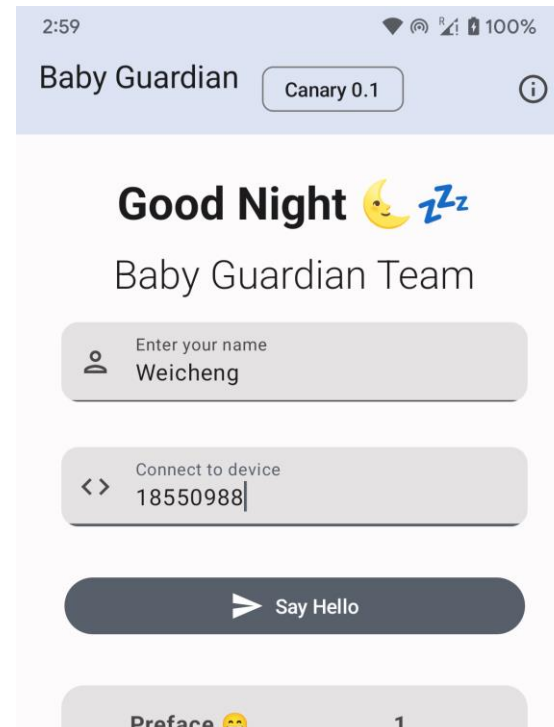 2:59 R 100%
Baby Guardian Canary 0.1
Good Night 🌜 💤
Baby Guardian Team
Enter your name
Weicheng
Connect to device
18550988
Say Hello
Preface 😊 1